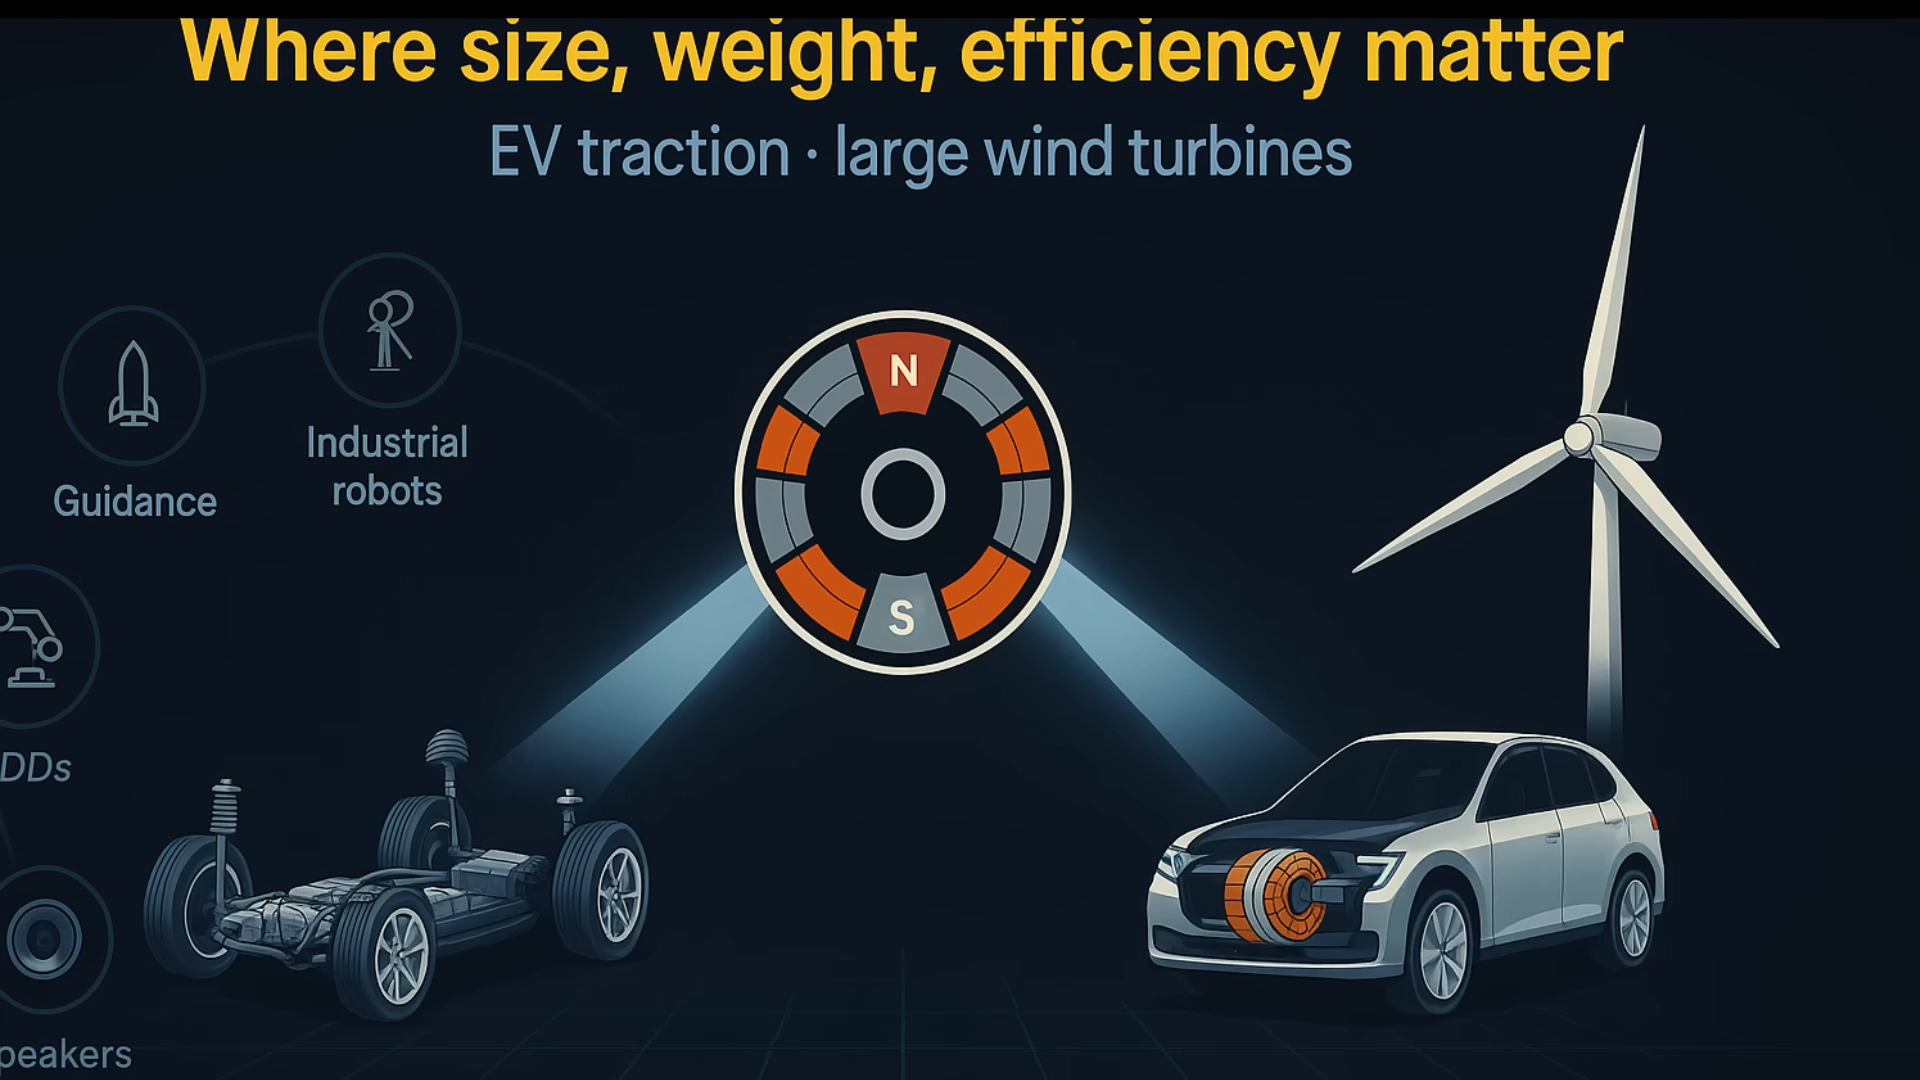 Where size, weight, efficiency matter
EV traction · large wind turbines
Guidance
Industrial
robots
N
S
DDs
peakers